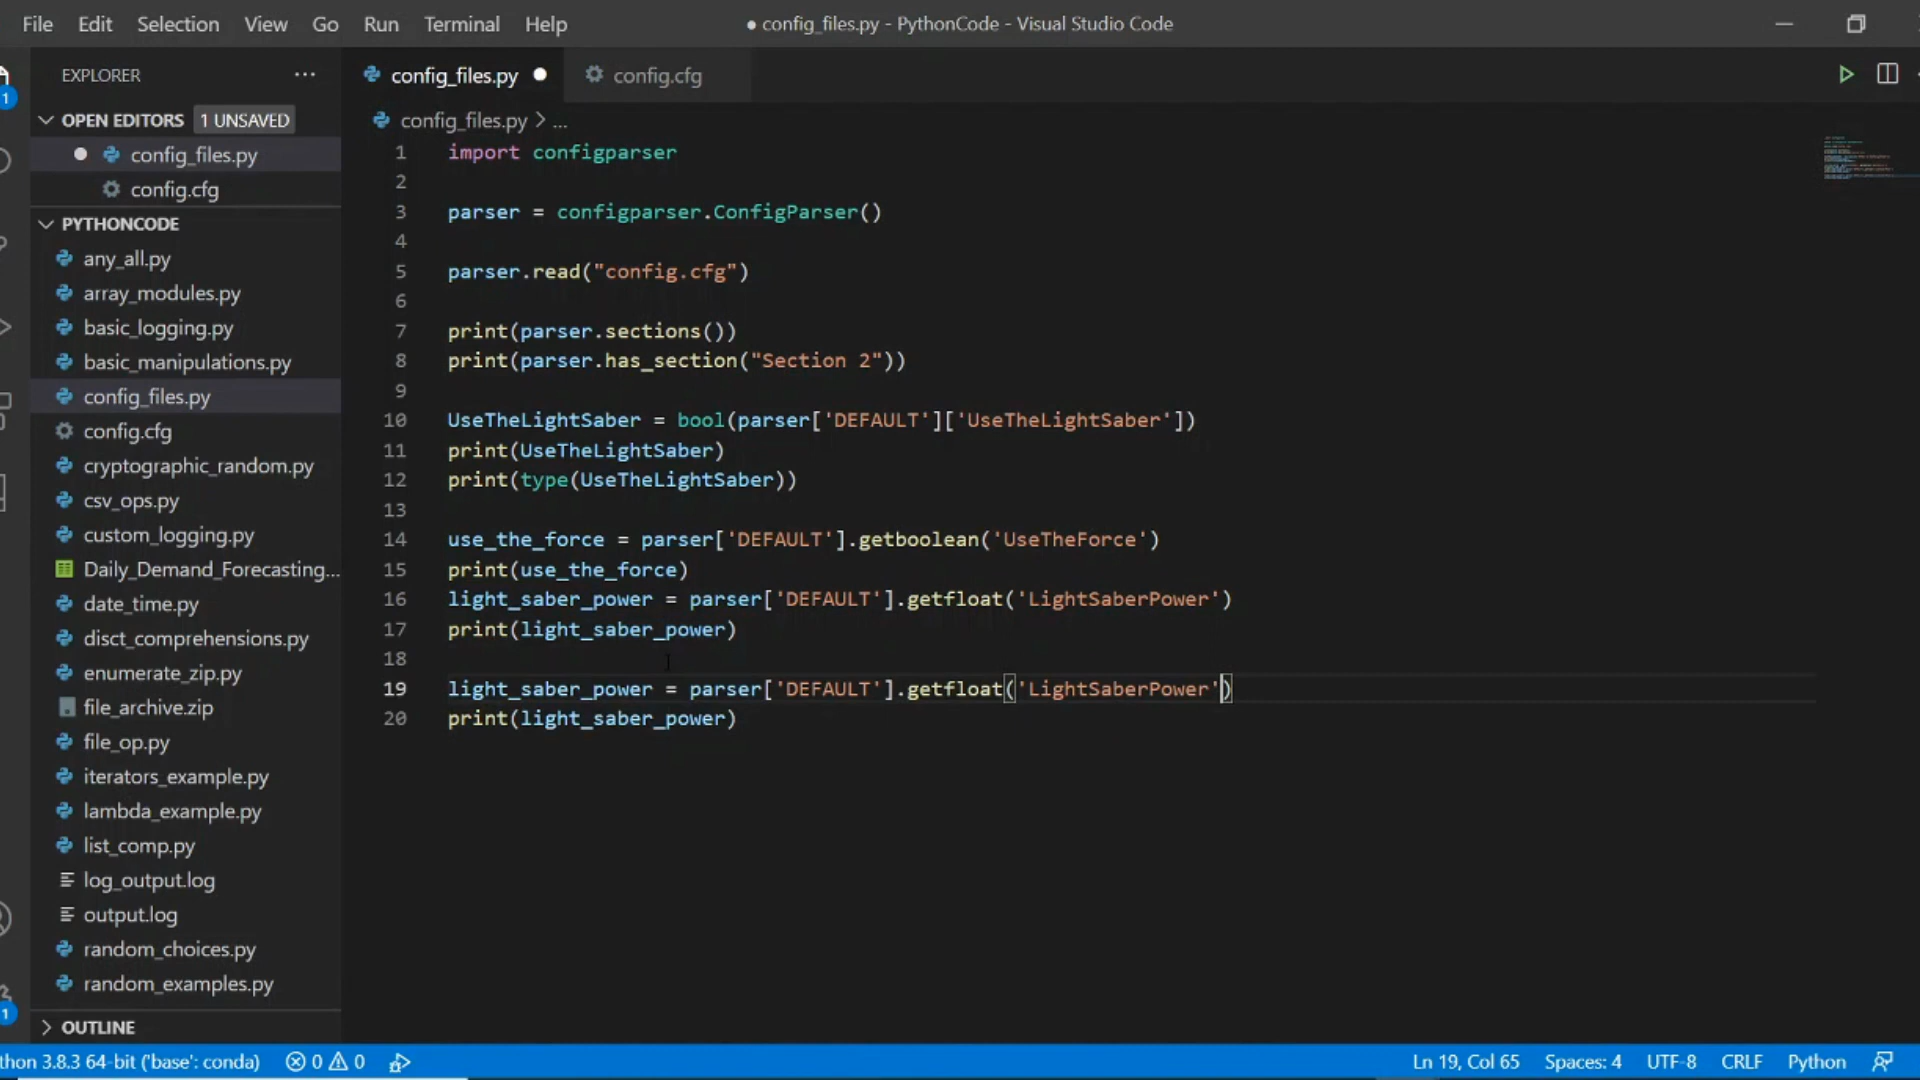 File Edit Selection View Go Run Terminal Help
● config_files.py - PythonCode - Visual Studio Code
EXPLORER ···
OPEN EDITORS 1 UNSAVED
config_files.py
config.cfg
PYTHONCODE
any_all.py
array_modules.py
basic_logging.py
basic_manipulations.py
config_files.py
config.cfg
cryptographic_random.py
csv_ops.py
custom_logging.py
Daily_Demand_Forecasting...
date_time.py
disct_comprehensions.py
enumerate_zip.py
file_archive.zip
file_op.py
iterators_example.py
lambda_example.py
list_comp.py
log_output.log
output.log
random_choices.py
random_examples.py
OUTLINE
1
1
config_files.py ● config.cfg
config_files.py > ...
1 import configparser
2
3 parser = configparser.ConfigParser()
4
5 parser.read("config.cfg")
6
7 print(parser.sections())
8 print(parser.has_section("Section 2"))
9
10 UseTheLightSaber = bool(parser['DEFAULT']['UseTheLightSaber'])
11 print(UseTheLightSaber)
12 print(type(UseTheLightSaber))
13
14 use_the_force = parser['DEFAULT'].getboolean('UseTheForce')
15 print(use_the_force)
16 light_saber_power = parser['DEFAULT'].getfloat('LightSaberPower')
17 print(light_saber_power)
18
19 light_saber_power = parser['DEFAULT'].getfloat('LightSaberPower')
20 print(light_saber_power)
thon 3.8.3 64-bit ('base': conda) 0 0 Ln 19, Col 65 Spaces: 4 UTF-8 CRLF Python